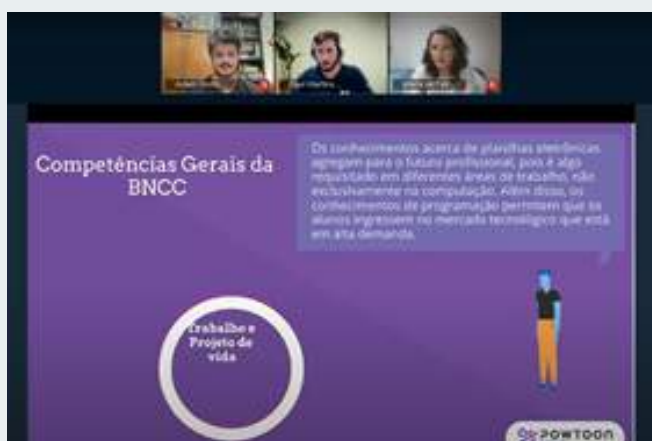 Competências Gerais da
BNCC
Os conhecimentos acerca de planilhas eletrônicas
agregam para o futuro profissional, pois é algo
requisitado em diferentes áreas de trabalho, não
exclusivamente na computação. Além disso, os
conhecimentos de programação permitem que os
alunos ingressem no mercado tecnológico que está
em alta demanda.
Trabalho e
Projeto de
vida
POWTOON